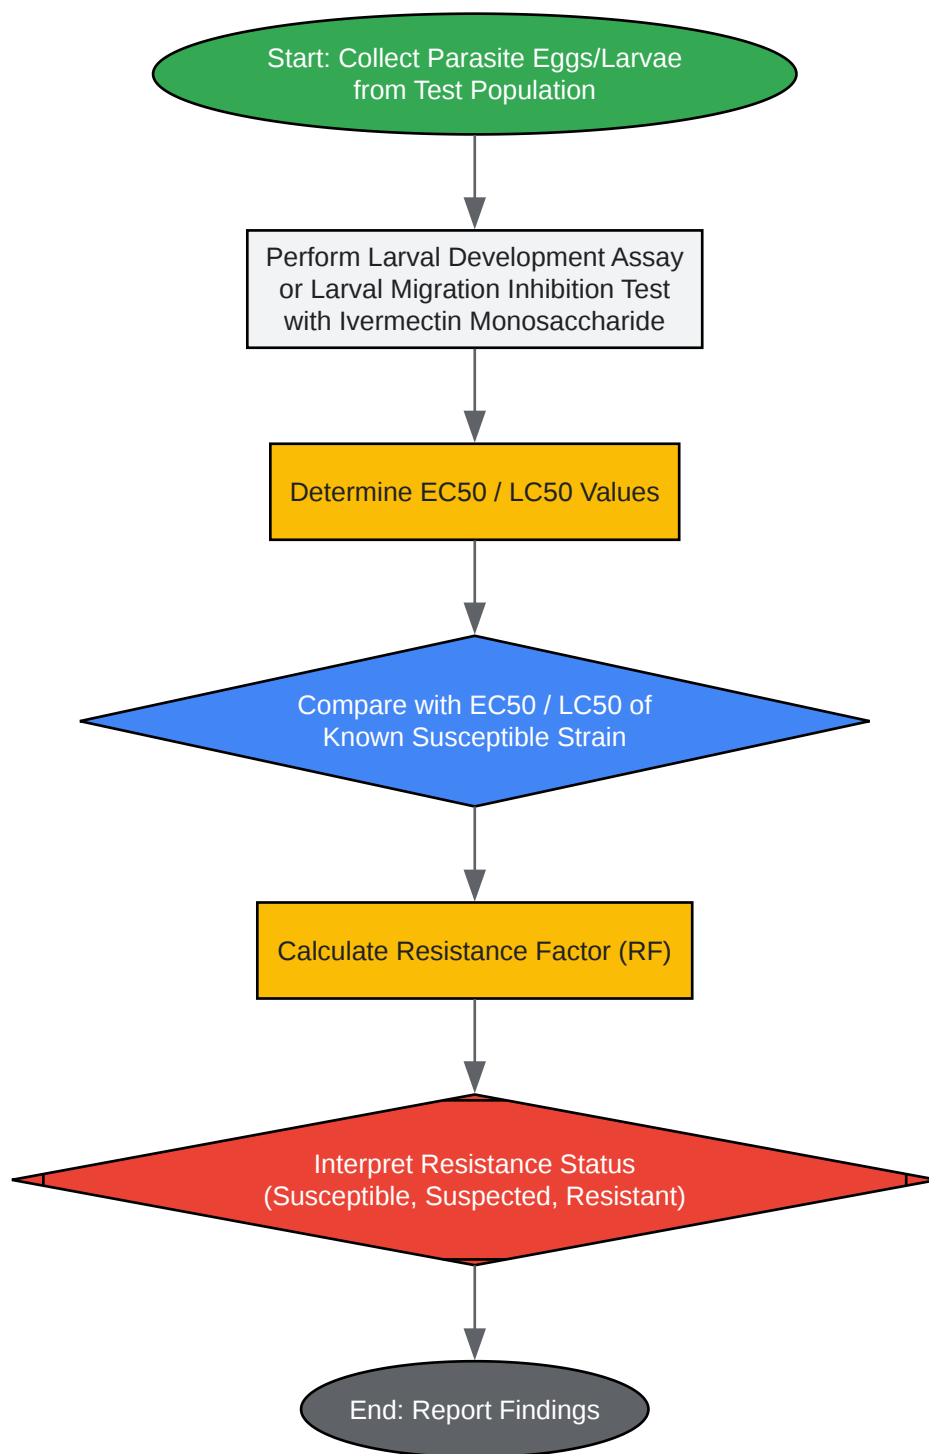 Start: Collect Parasite Eggs/Larvae
from Test Population
Perform Larval Development Assay
or Larval Migration Inhibition Test
with Ivermectin Monosaccharide
Determine EC50 / LC50 Values
Compare with EC50 / LC50 of
Known Susceptible Strain
Calculate Resistance Factor (RF)
Interpret Resistance Status
(Susceptible, Suspected, Resistant)
End: Report Findings